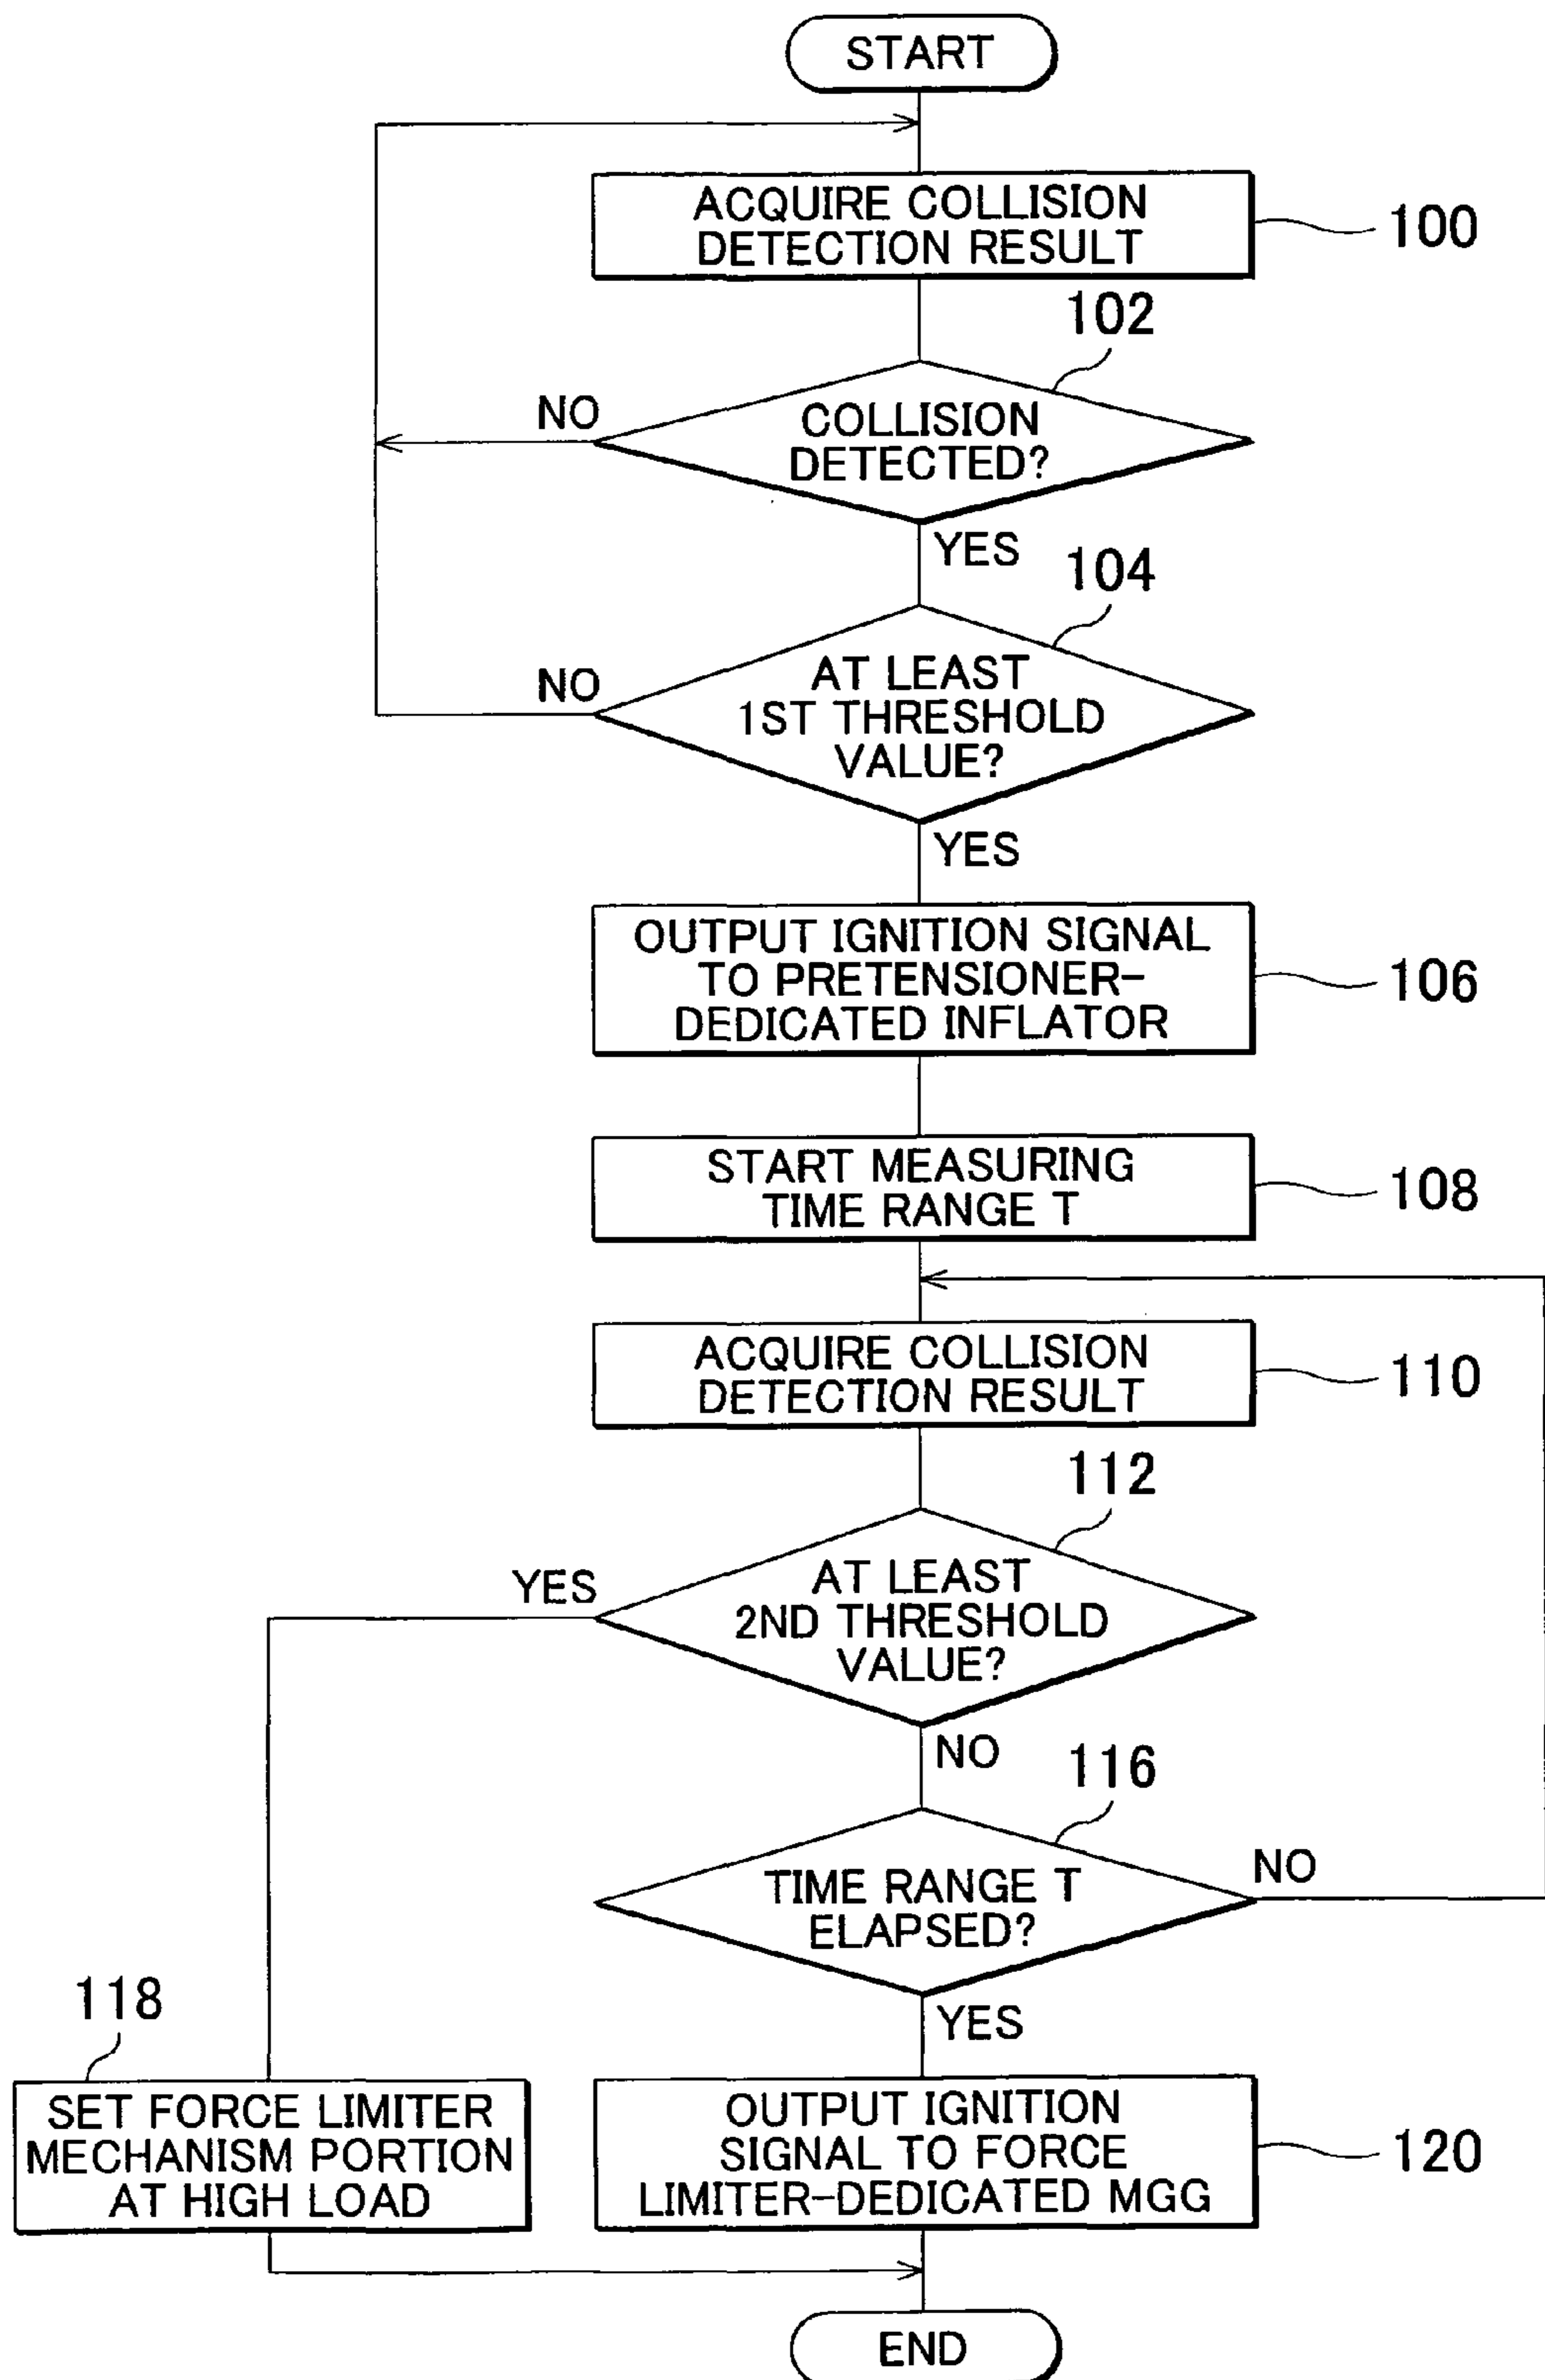 START
ACQUIRE COLLISION
DETECTION RESULT
100
102
NO
COLLISION
DETECTED?
YES
104
NO
AT LEAST
1ST THRESHOLD
VALUE?
YES
OUTPUT IGNITION SIGNAL
TO PRETENSIONER-
DEDICATED INFLATOR
106
START MEASURING
TIME RANGE T
108
ACQUIRE COLLISION
DETECTION RESULT
110
112
YES
AT LEAST
2ND THRESHOLD
VALUE?
NO
116
TIME RANGE T
ELAPSED?
NO
YES
118
SET FORCE LIMITER
MECHANISM PORTION
AT HIGH LOAD
OUTPUT IGNITION
SIGNAL TO FORCE
LIMITER-DEDICATED MGG
120
END